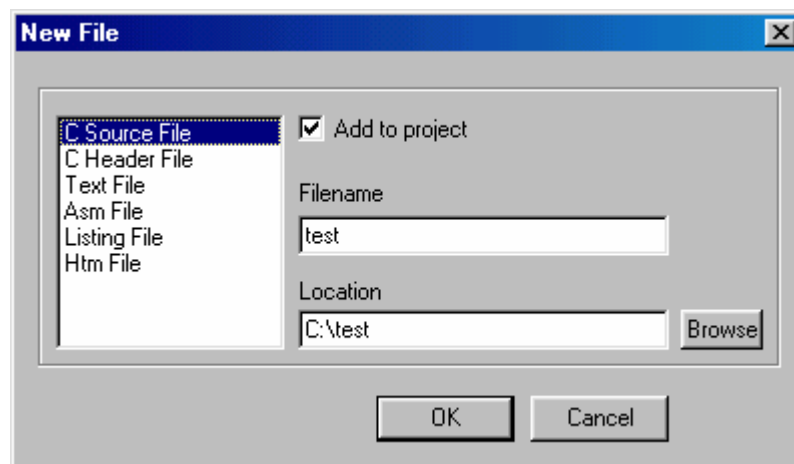 New File
C Source File
C Header File
Text File
Asm File
Listing File
Htm File
Add to project
Filename
test
Location
C:\test
Browse
OK
Cancel